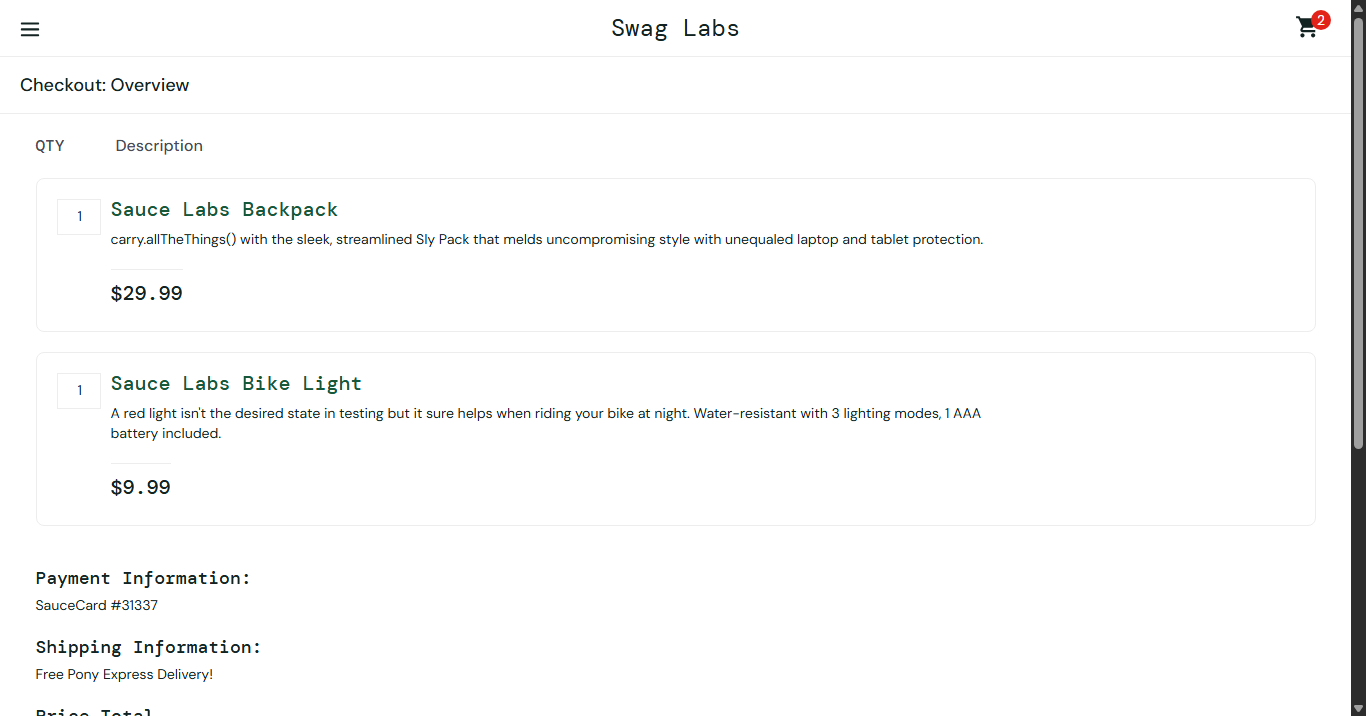 Swag Labs
2
Checkout: Overview
QTY Description
1 Sauce Labs Backpack
carry.allTheThings() with the sleek, streamlined Sly Pack that melds uncompromising style with unequaled laptop and tablet protection.
$29.99
1 Sauce Labs Bike Light
A red light isn't the desired state in testing but it sure helps when riding your bike at night. Water-resistant with 3 lighting modes, 1 AAA
battery included.
$9.99
Payment Information:
SauceCard #31337
Shipping Information:
Free Pony Express Delivery!
Price Total